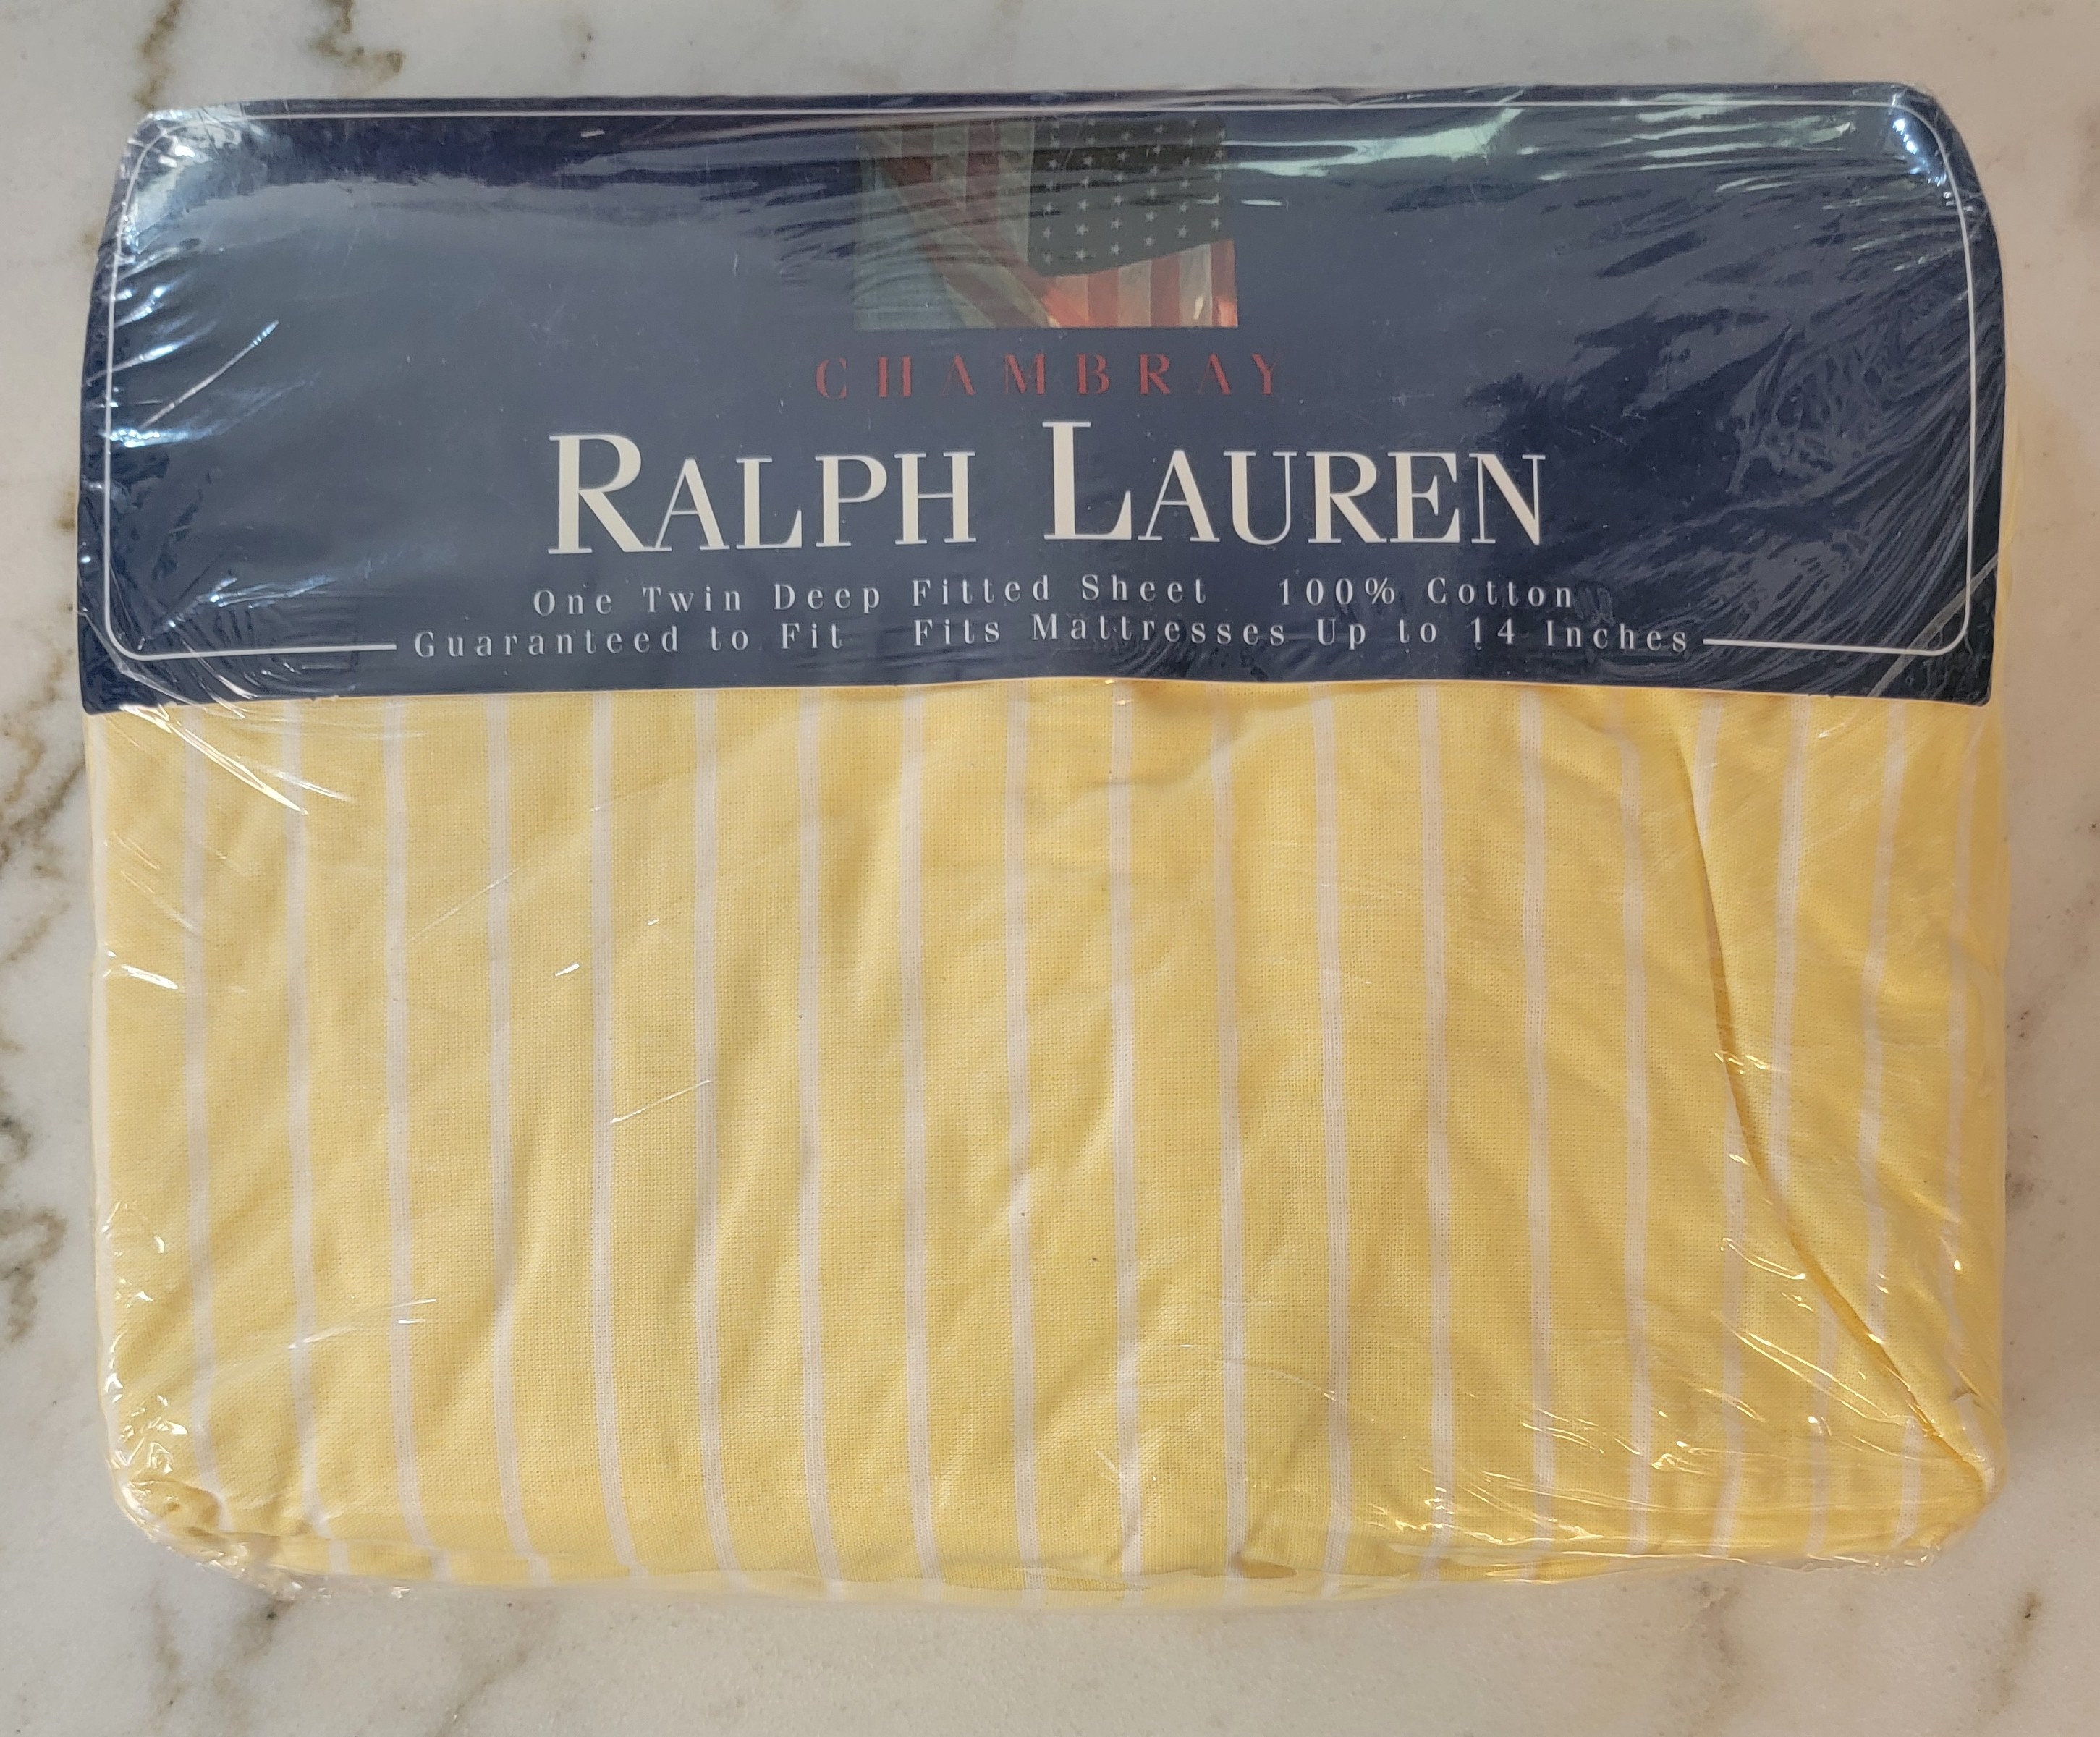 CHAMBRAY
RALPH LAUREN
One Twin Deep Fitted Sheet 100% Cotton
Guaranteed to Fit Fits Mattresses Up to 14 Inches